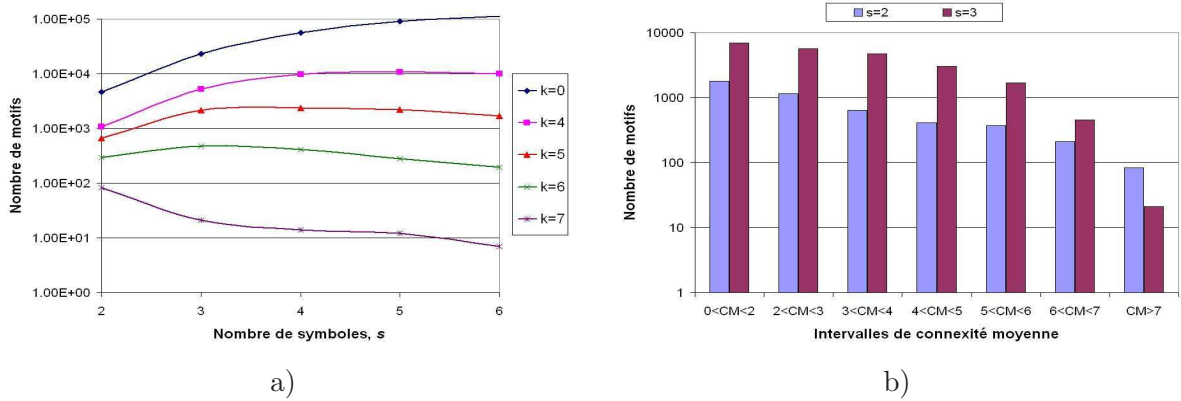 1.00E+05
1.00E+04
1.00E+03
1.00E+02
1.00E+01
1.00E+00
Nombre de motifs
2 3 4 5 6
Nombre de symboles, s
k=0
k=4
k=5
k=6
k=7
a)
s=2 s=3
10000
1000
100
10
1
Nombre de motifs
0<CM<2 2<CM<3 3<CM<4 4<CM<5 5<CM<6 6<CM<7 CM>7
Intervalles de connexité moyenne
b)